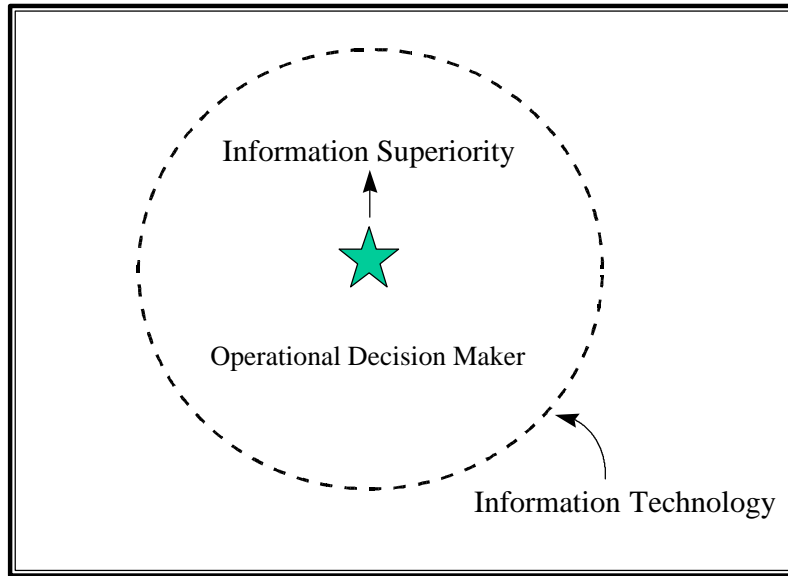 Information Superiority
Operational Decision Maker
Information Technology